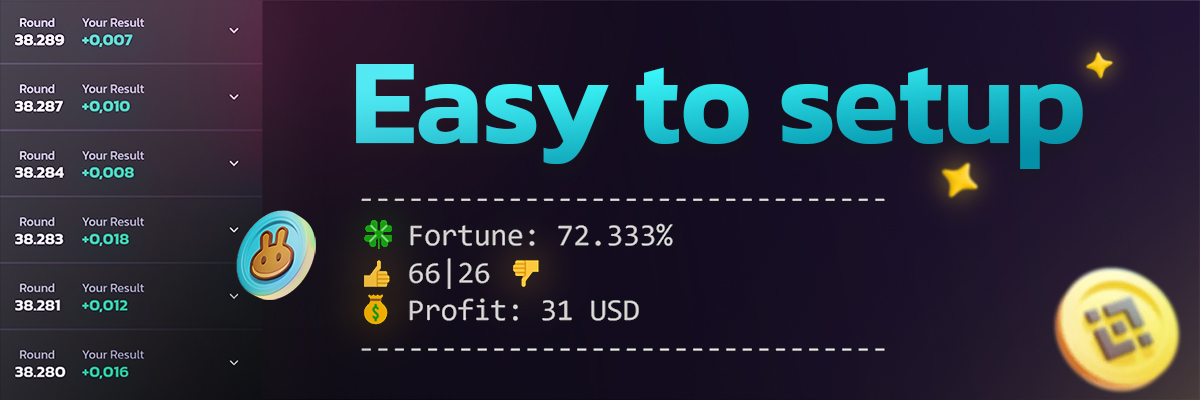 Round Your Result
38.289 +0,007
Round Your Result
38.287 +0,010
Round Your Result
38.284 +0,008
Round Your Result
38.283 +0,018
Round Your Result
38.281 +0,012
Round Your Result
38.280 +0,016
Easy to setup
--------------------------------
🍀 Fortune: 72.333%
👍 66|26 👎
💰 Profit: 31 USD
--------------------------------